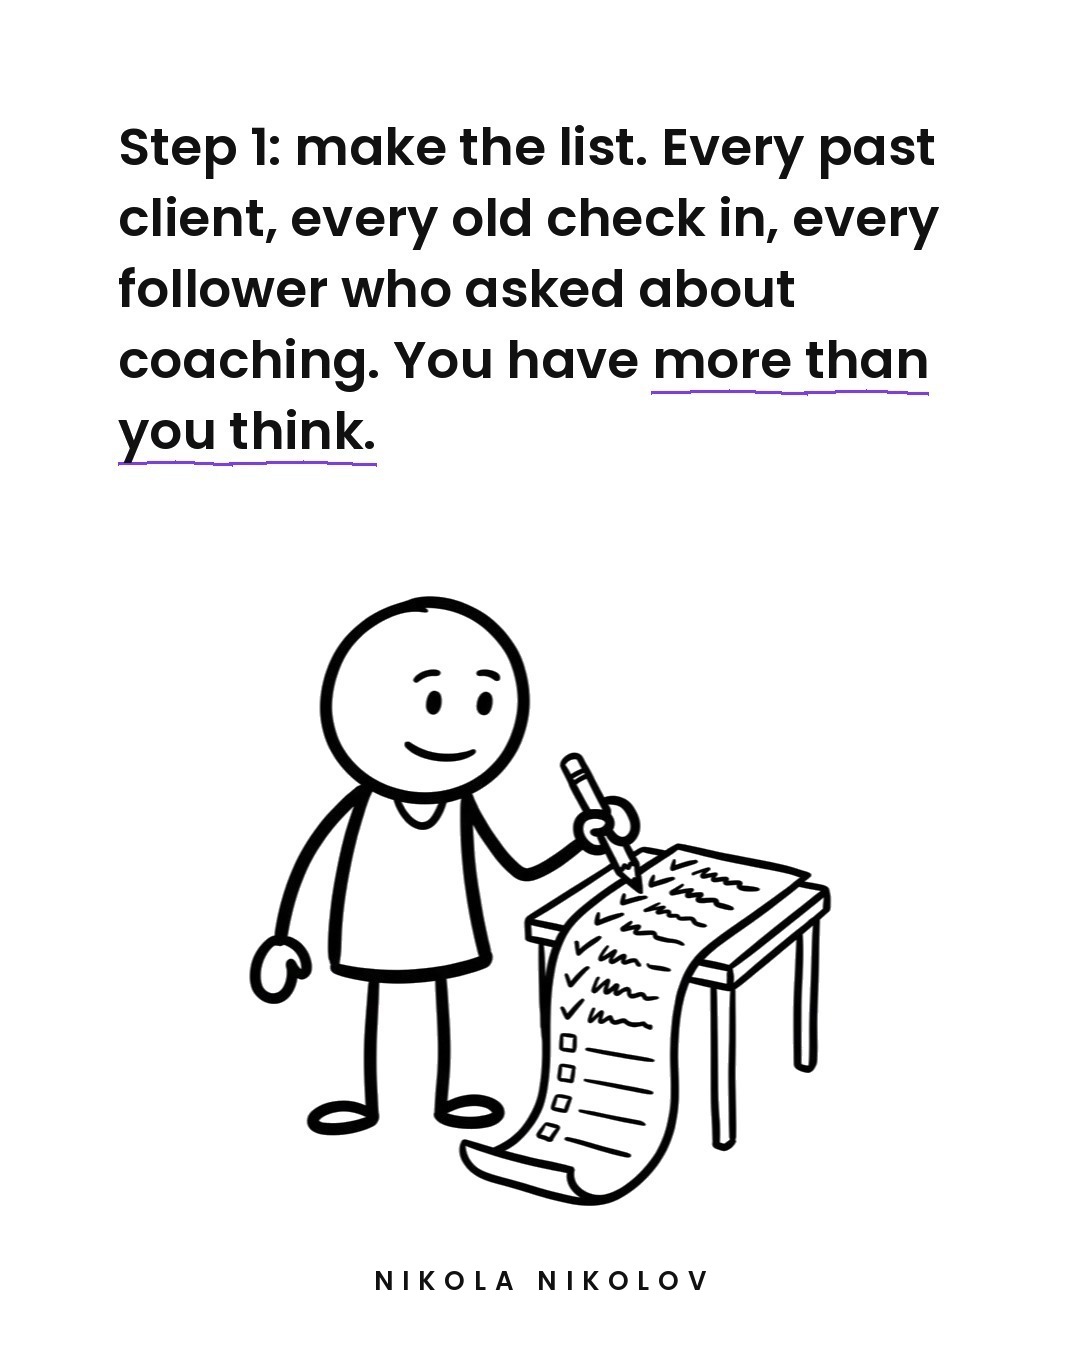 Step 1: make the list. Every past
client, every old check in, every
follower who asked about
coaching. You have more than
you think.
NIKOLA NIKOLOV